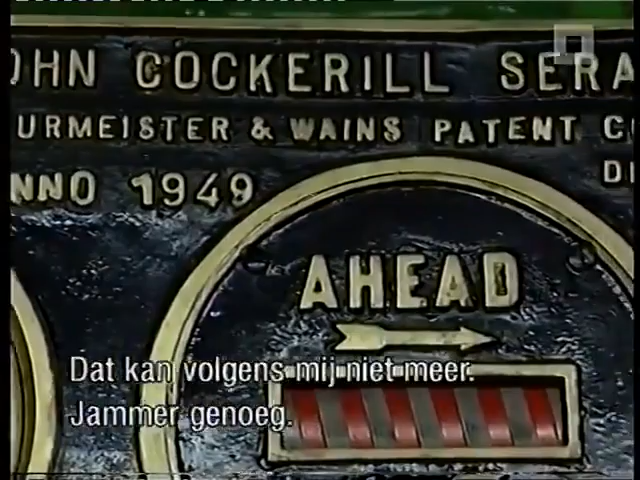 OHN COCKERILL SERA
URMEISTER & WAINS PATENT C
NNO 1949
DI
AHEAD
Dat kan volgens mij niet meer.
Jammer genoeg.